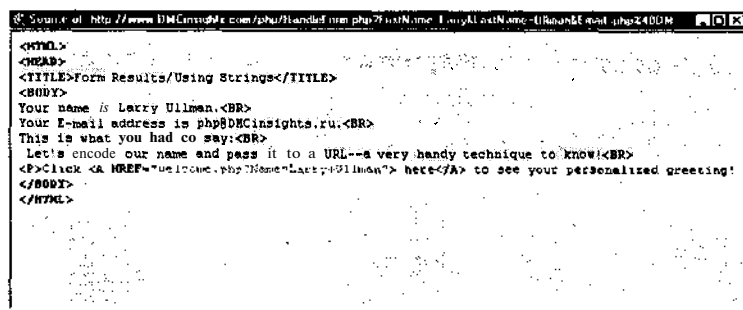 Source of: http://www.DMCinsights.com/php/HandleForm.php?FirstName=Larry&LastName=Ullman&Email=php%40DM
<HTML>
<HEAD>
<TITLE>Form Results/Using Strings</TITLE>
<BODY>
Your name is Larry Ullman.<BR>
Your E-mail address is php@DMCinsights.ru.<BR>
This is what you had co say:<BR>
Let's encode our name and pass it to a URL--a very handy technique to know!<BR>
<P>Click <A HREF="welcome.php?Name=Larry+Ullman"> here</A> to see your personalized greeting!
</BODY>
</HTML>